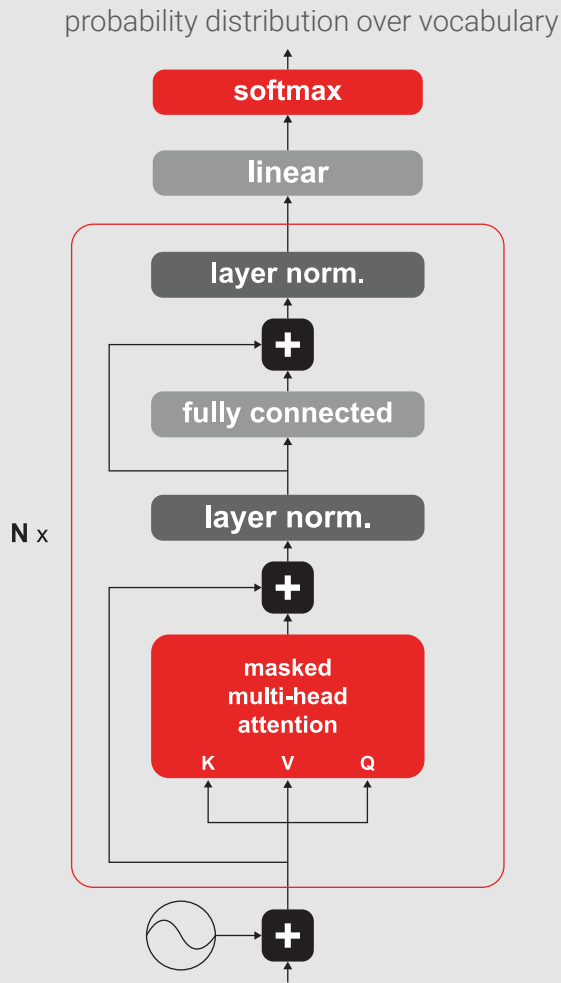 probability distribution over vocabulary
softmax
linear
layer norm.
+
fully connected
layer norm.
N x
+
masked
multi-head
attention
K V Q
+